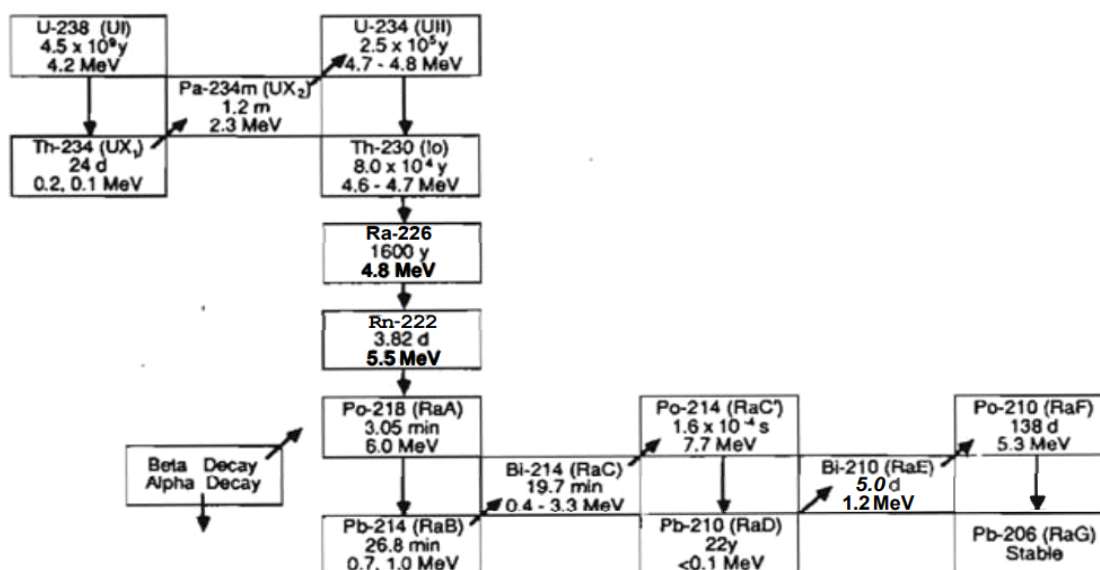 U-238 (UI)
4.5 x 10⁹y
4.2 MeV
U-234 (UII)
2.5 x 10⁵y
4.7 - 4.8 MeV
Pa-234m (UX₂)
1.2 m
2.3 MeV
Th-234 (UX₁)
24 d
0.2, 0.1 MeV
Th-230 (Io)
8.0 x 10⁴ y
4.6 - 4.7 MeV
Ra-226
1600 y
4.8 MeV
Rn-222
3.82 d
5.5 MeV
Po-218 (RaA)
3.05 min
6.0 MeV
Po-214 (RaC')
1.6 x 10⁻⁴ s
7.7 MeV
Po-210 (RaF)
138 d
5.3 MeV
Beta Decay
Alpha Decay
Bi-214 (RaC)
19.7 min
0.4 - 3.3 MeV
Bi-210 (RaE)
5.0 d
1.2 MeV
Pb-214 (RaB)
26.8 min
0.7, 1.0 MeV
Pb-210 (RaD)
22y
<0.1 MeV
Pb-206 (RaG)
Stable